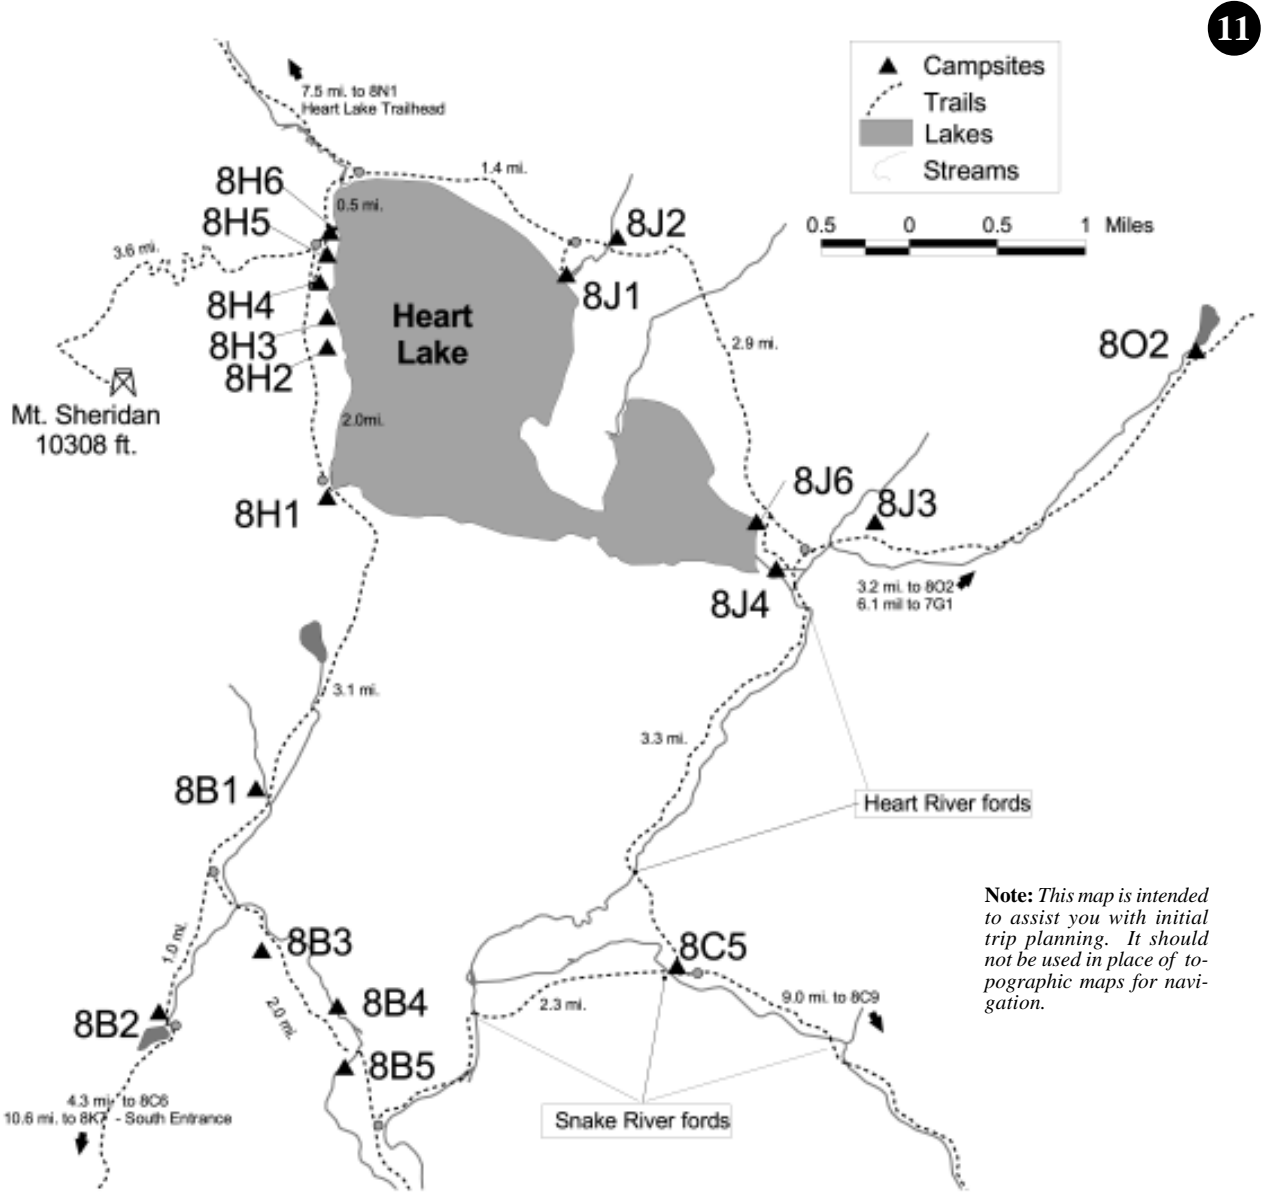 11
Campsites
Trails
Lakes
Streams
7.5 mi. to 8N1
Heart Lake Trailhead
1.4 mi.
8H6
0.5 mi.
8H5
8J2
0.5 0 0.5 1 Miles
3.6 mi.
8J1
8H4
Heart
Lake
8H3
2.9 mi.
8O2
8H2
Mt. Sheridan
10308 ft.
2.0mi.
8J6
8J3
8H1
3.2 mi. to 8O2
6.1 mil to 7G1
8J4
3.1 mi.
3.3 mi.
8B1
Heart River fords
Note: This map is intended
to assist you with initial
trip planning. It should
not be used in place of to-
pographic maps for navi-
gation.
1.0 mi.
8B3
8C5
2.0 mi.
8B4
2.3 mi.
9.0 mi. to 8C9
8B2
8B5
4.3 mi. to 8C6
10.6 mi. to 8K7 - South Entrance
Snake River fords